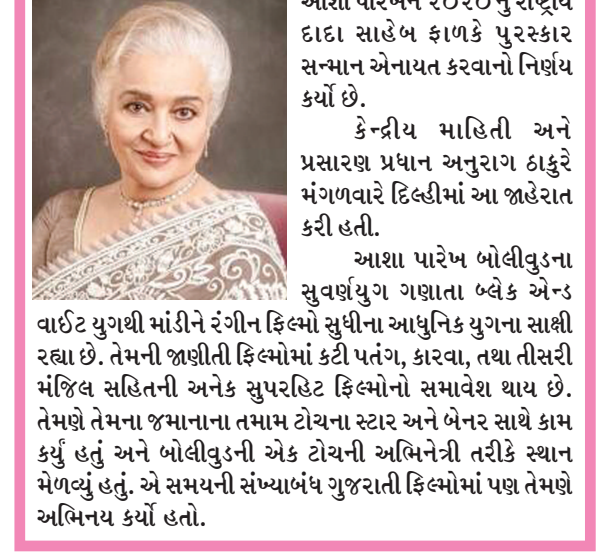 આશા પારેખને ૨૦૨૦નું રાષ્ટ્રીય
દાદા સાહેબ ફાળકે પુરસ્કાર
સન્માન એનાયત કરવાનો નિર્ણય
કર્યો છે.
કેન્દ્રીય માહિતી અને
પ્રસારણ પ્રધાન અનુરાગ ઠાકુરે
મંગળવારે દિલ્હીમાં આ જાહેરાત
કરી હતી.
આશા પારેખ બોલીવુડના
સુવર્ણયુગ ગણાતા બ્લેક એન્ડ
વાઈટ યુગથી માંડીને રંગીન ફિલ્મો સુધીના આધુનિક યુગના સાક્ષી
રહ્યા છે. તેમની જાણીતી ફિલ્મોમાં કટી પતંગ, કારવા, તથા તીસરી
મંજિલ સહિતની અનેક સુપરહિટ ફિલ્મોનો સમાવેશ થાય છે.
તેમણે તેમના જમાનાના તમામ ટોચના સ્ટાર અને બેનર સાથે કામ
કર્યું હતું અને બોલીવુડની એક ટોચની અભિનેત્રી તરીકે સ્થાન
મેળવ્યું હતું. એ સમયની સંખ્યાબંધ ગુજરાતી ફિલ્મોમાં પણ તેમણે
અભિનય કર્યો હતો.